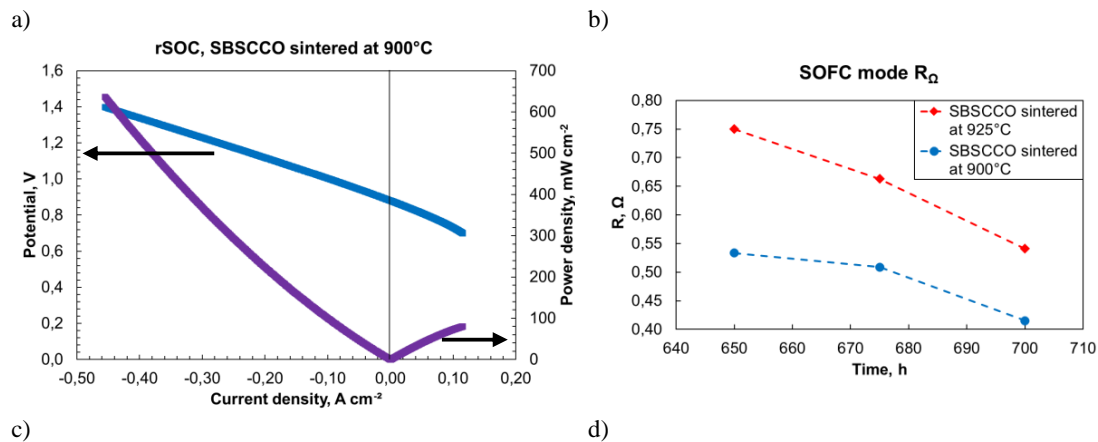 a)
rSOC, SBSCCO sintered at 900°C
Potential, V
1,6
1,4
1,2
1,0
0,8
0,6
0,4
0,2
0,0
700
600
500
400
300
200
100
0
Power density, mW cm⁻²
-0,50 -0,40 -0,30 -0,20 -0,10 0,00 0,10 0,20
Current density, A cm⁻²
b)
SOFC mode RΩ
SBSCCO sintered
at 925°C
SBSCCO sintered
at 900°C
R, Ω
0,80
0,75
0,70
0,65
0,60
0,55
0,50
0,45
0,40
640 650 660 670 680 690 700 710
Time, h
c)
d)